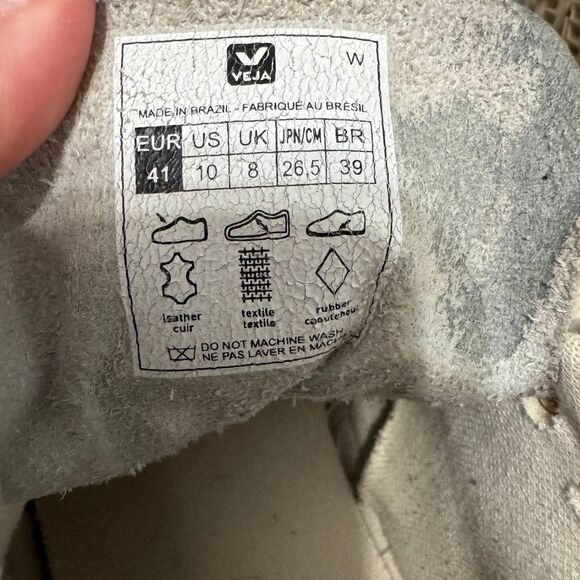 W
VEJA
MADE IN BRAZIL - FABRIQUÉ AU BRÉSIL
EUR US UK JPN/CM BR
41 10 8 26,5 39
leather textile rubber
cuir textile caoutchouc
DO NOT MACHINE WASH
NE PAS LAVER EN